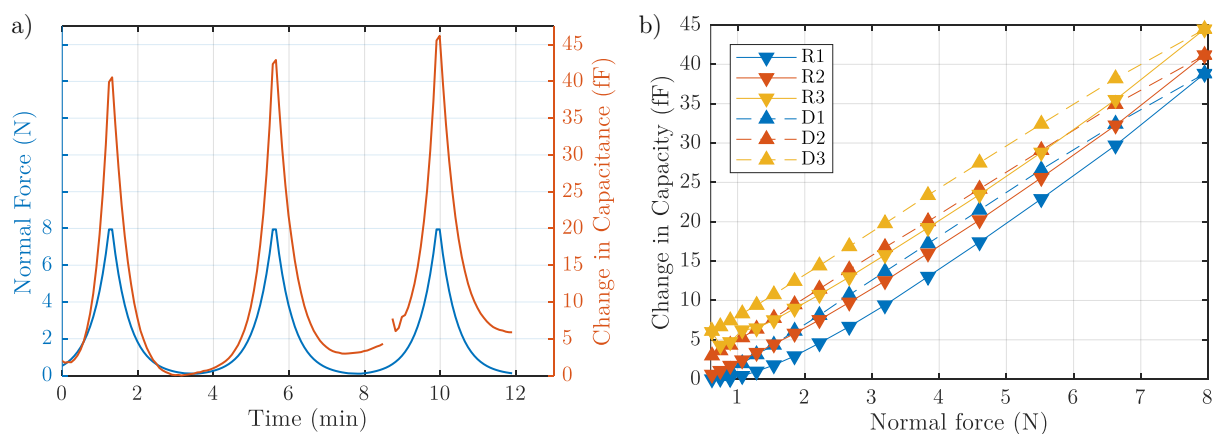 a)
Normal Force (N)
8
6
4
2
0
45
40
35
30
25
20
15
10
5
0
Change in Capacitance (fF)
0 2 4 6 8 10 12
Time (min)
b)
Change in Capacity (fF)
45
40
35
30
25
20
15
10
5
0
R1
R2
R3
D1
D2
D3
1 2 3 4 5 6 7 8
Normal force (N)